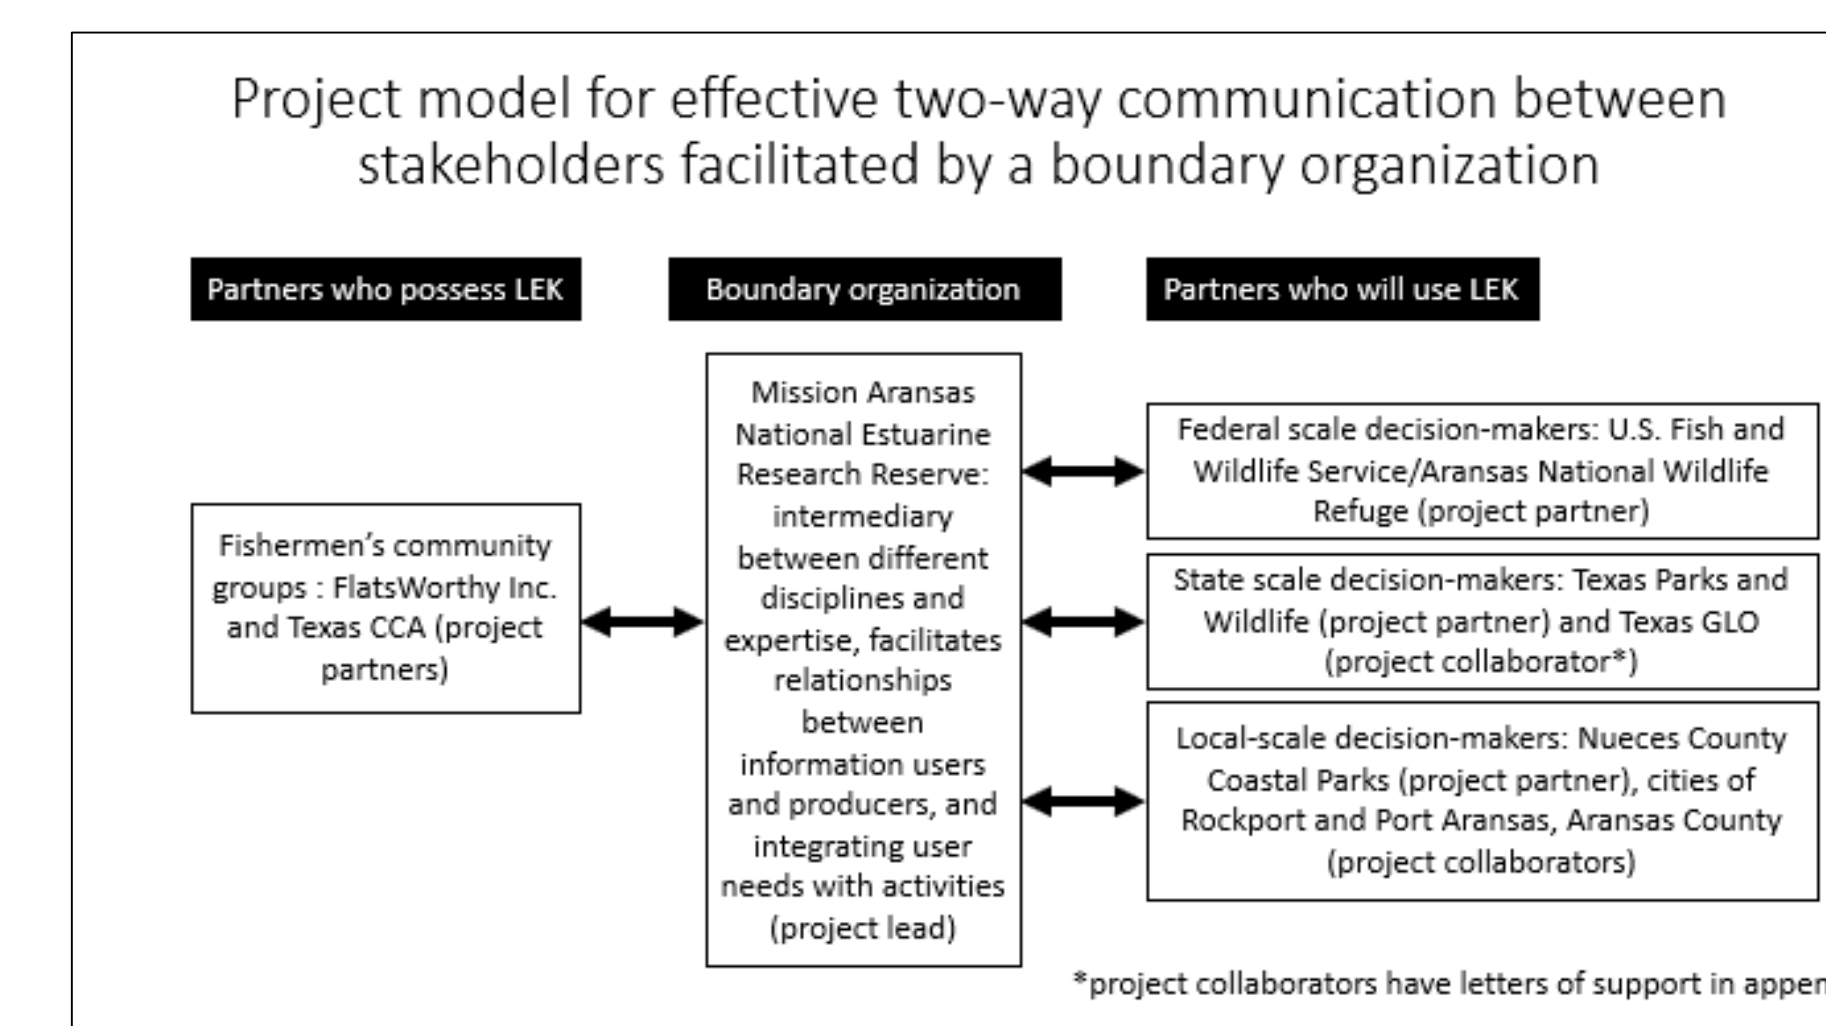 Project model for effective two-way communication between
stakeholders facilitated by a boundary organization
Partners who possess LEK
Boundary organization
Partners who will use LEK
Fishermen’s community
groups : FlatsWorthy Inc.
and Texas CCA (project
partners)
Mission Aransas
National Estuarine
Research Reserve:
intermediary
between different
disciplines and
expertise, facilitates
relationships
between
information users
and producers, and
integrating user
needs with activities
(project lead)
Federal scale decision-makers: U.S. Fish and
Wildlife Service/Aransas National Wildlife
Refuge (project partner)
State scale decision-makers: Texas Parks and
Wildlife (project partner) and Texas GLO
(project collaborator*)
Local-scale decision-makers: Nueces County
Coastal Parks (project partner), cities of
Rockport and Port Aransas, Aransas County
(project collaborators)
*project collaborators have letters of support in